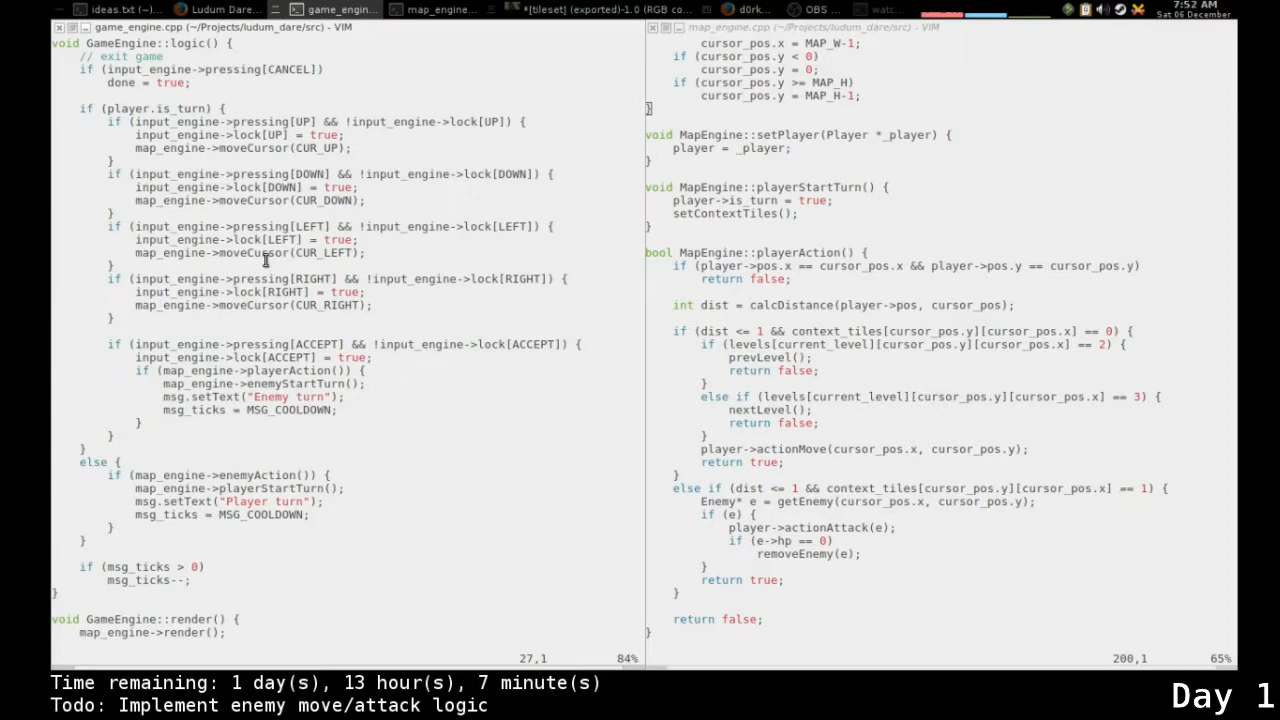 ideas.txt (~)...
Ludum Dare...
game_engin...
map_engine...
*[tileset] (exported)-1.0 (RGB co...
d0rk...
OBS ...
watc...
7:52 AM
Sat 06 December
game_engine.cpp (~/Projects/ludum_dare/src) - VIM
void GameEngine::logic() {
// exit game
if (input_engine->pressing[CANCEL])
done = true;
if (player.is_turn) {
if (input_engine->pressing[UP] && !input_engine->lock[UP]) {
input_engine->lock[UP] = true;
map_engine->moveCursor(CUR_UP);
}
if (input_engine->pressing[DOWN] && !input_engine->lock[DOWN]) {
input_engine->lock[DOWN] = true;
map_engine->moveCursor(CUR_DOWN);
}
if (input_engine->pressing[LEFT] && !input_engine->lock[LEFT]) {
input_engine->lock[LEFT] = true;
map_engine->moveCursor(CUR_LEFT);
}
if (input_engine->pressing[RIGHT] && !input_engine->lock[RIGHT]) {
input_engine->lock[RIGHT] = true;
map_engine->moveCursor(CUR_RIGHT);
}
if (input_engine->pressing[ACCEPT] && !input_engine->lock[ACCEPT]) {
input_engine->lock[ACCEPT] = true;
if (map_engine->playerAction()) {
map_engine->enemyStartTurn();
msg.setText("Enemy turn");
msg_ticks = MSG_COOLDOWN;
}
}
}
else {
if (map_engine->enemyAction()) {
map_engine->playerStartTurn();
msg.setText("Player turn");
msg_ticks = MSG_COOLDOWN;
}
}
if (msg_ticks > 0)
msg_ticks--;
}
void GameEngine::render() {
map_engine->render();
27,1 84%
map_engine.cpp (~/Projects/ludum_dare/src) - VIM
cursor_pos.x = MAP_W-1;
if (cursor_pos.y < 0)
cursor_pos.y = 0;
if (cursor_pos.y >= MAP_H)
cursor_pos.y = MAP_H-1;
}
void MapEngine::setPlayer(Player *_player) {
player = _player;
}
void MapEngine::playerStartTurn() {
player->is_turn = true;
setContextTiles();
}
bool MapEngine::playerAction() {
if (player->pos.x == cursor_pos.x && player->pos.y == cursor_pos.y)
return false;
int dist = calcDistance(player->pos, cursor_pos);
if (dist <= 1 && context_tiles[cursor_pos.y][cursor_pos.x] == 0) {
if (levels[current_level][cursor_pos.y][cursor_pos.x] == 2) {
prevLevel();
return false;
}
else if (levels[current_level][cursor_pos.y][cursor_pos.x] == 3) {
nextLevel();
return false;
}
player->actionMove(cursor_pos.x, cursor_pos.y);
return true;
}
else if (dist <= 1 && context_tiles[cursor_pos.y][cursor_pos.x] == 1) {
Enemy* e = getEnemy(cursor_pos.x, cursor_pos.y);
if (e) {
player->actionAttack(e);
if (e->hp == 0)
removeEnemy(e);
}
return true;
}
return false;
}
200,1 65%
Time remaining: 1 day(s), 13 hour(s), 7 minute(s)
Todo: Implement enemy move/attack logic
Day 1